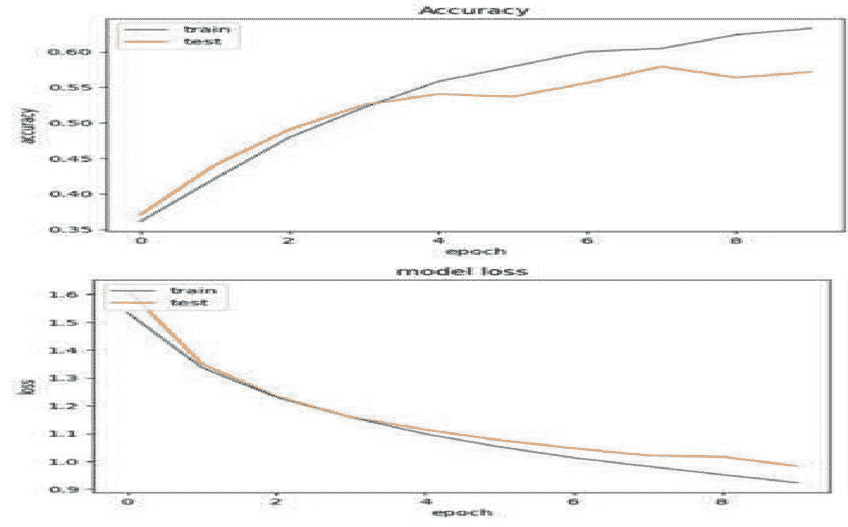 Accuracy
train
test
0.60
0.55
0.50
0.45
0.40
0.35
accuracy
0 2 4 6 8
epoch
model loss
train
test
1.6
1.5
1.4
1.3
1.2
1.1
1.0
0.9
loss
0 2 4 6 8
epoch